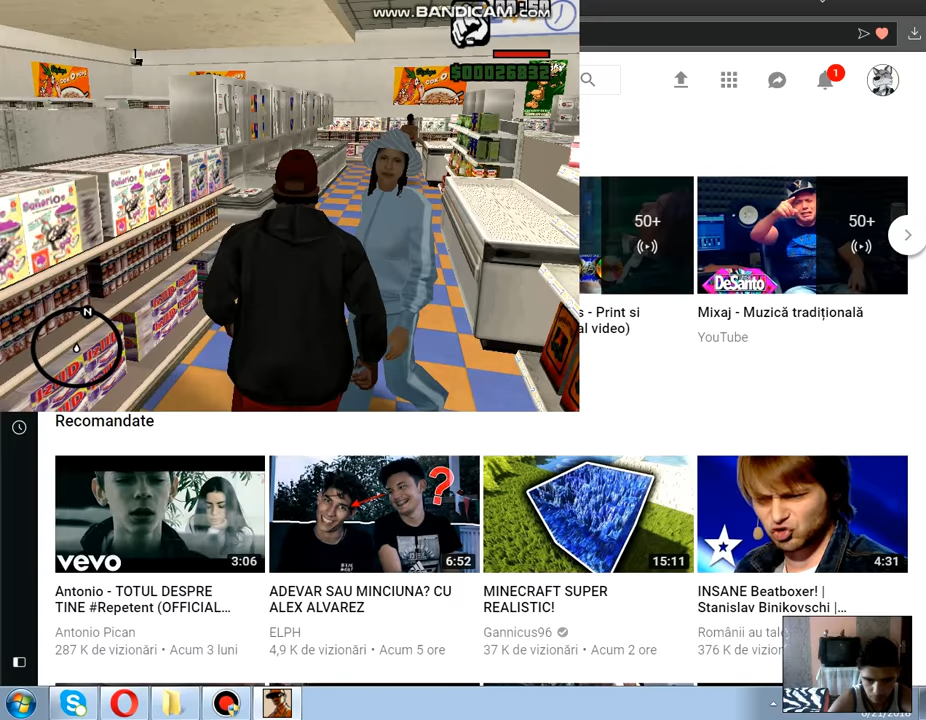 www.BANDICAM.com
$00026832
1
N
50+
50+
DeSanto
s - Print si
al video)
Mixaj - Muzică tradițională
YouTube
Recomandate
vevo
3:06
?
6:52
15:11
4:31
Antonio - TOTUL DESPRE
TINE #Repetent (OFFICIAL...
Antonio Pican
287 K de vizionări • Acum 3 luni
ADEVAR SAU MINCIUNA? CU
ALEX ALVAREZ
ELPH
4,9 K de vizionări • Acum 5 ore
MINECRAFT SUPER
REALISTIC!
Gannicus96
37 K de vizionări • Acum 2 ore
INSANE Beatboxer! |
Stanislav Binikovschi |...
Românii au tale
376 K de vizion